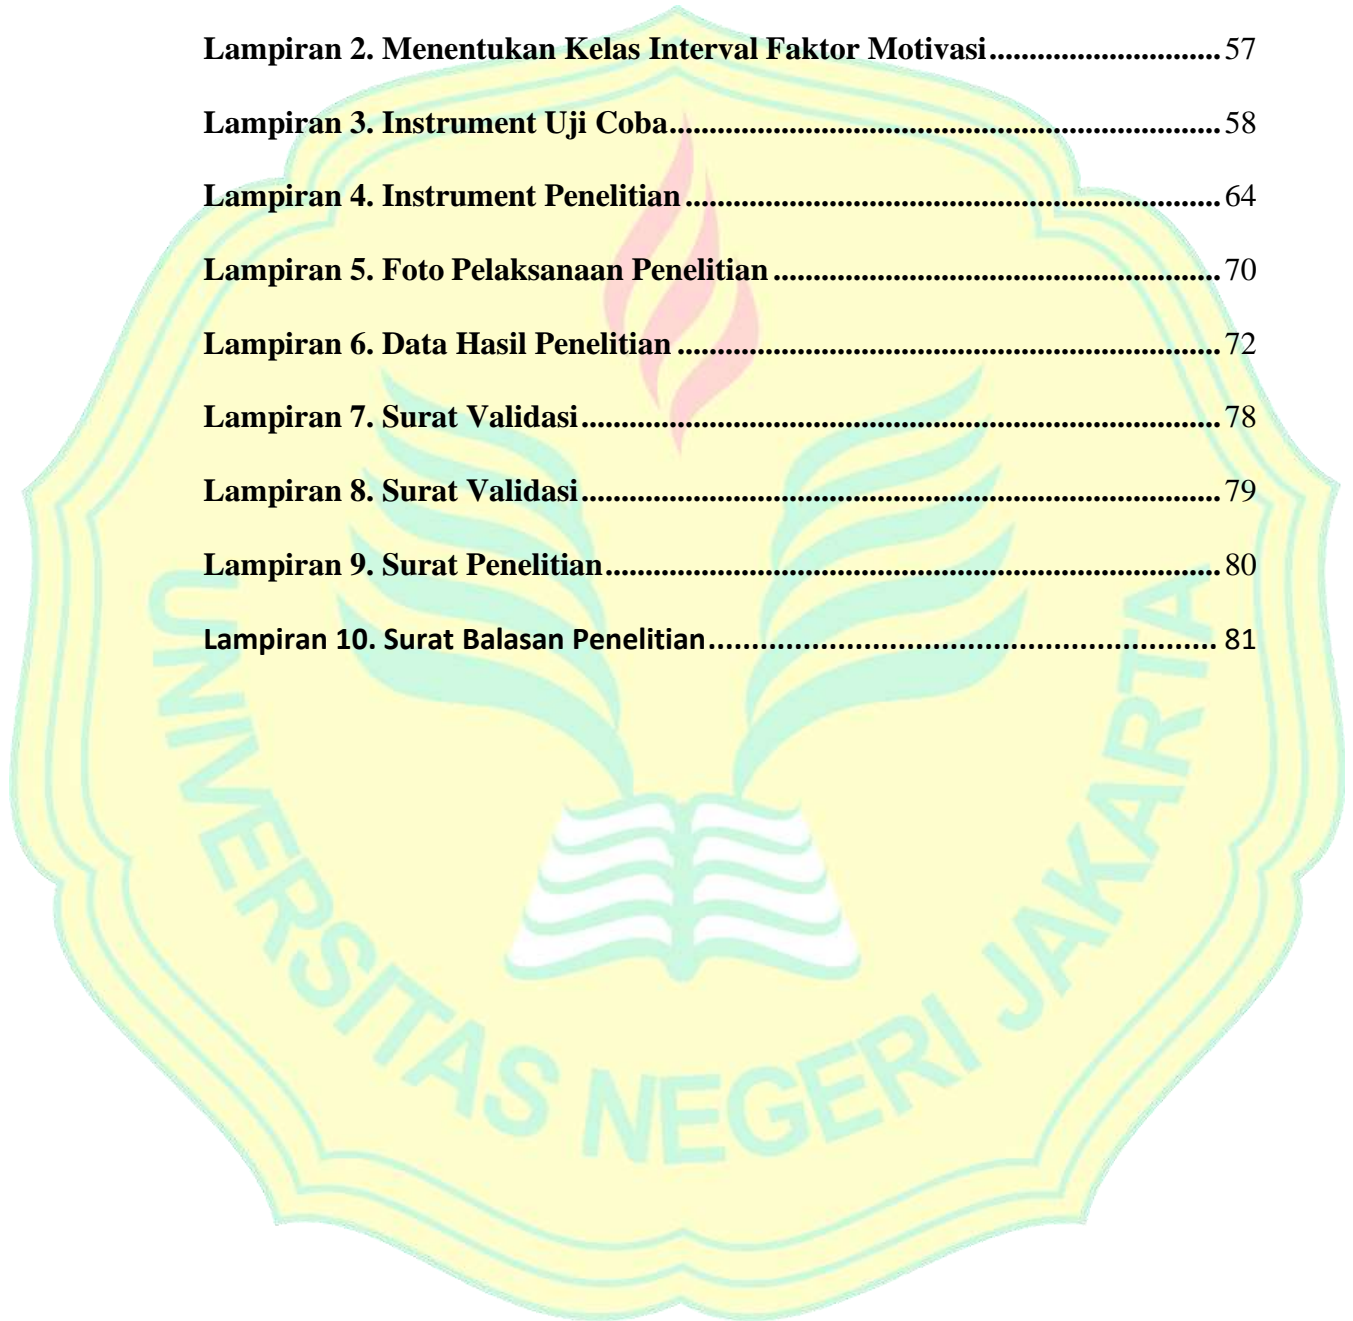 Lampiran 2. Menentukan Kelas Interval Faktor Motivasi............................. 57
Lampiran 3. Instrument Uji Coba..................................................................... 58
Lampiran 4. Instrument Penelitian................................................................... 64
Lampiran 5. Foto Pelaksanaan Penelitian........................................................ 70
Lampiran 6. Data Hasil Penelitian.................................................................... 72
Lampiran 7. Surat Validasi................................................................................ 78
Lampiran 8. Surat Validasi................................................................................ 79
Lampiran 9. Surat Penelitian............................................................................. 80
Lampiran 10. Surat Balasan Penelitian............................................................ 81
UNIVERSITAS NEGERI JAKARTA